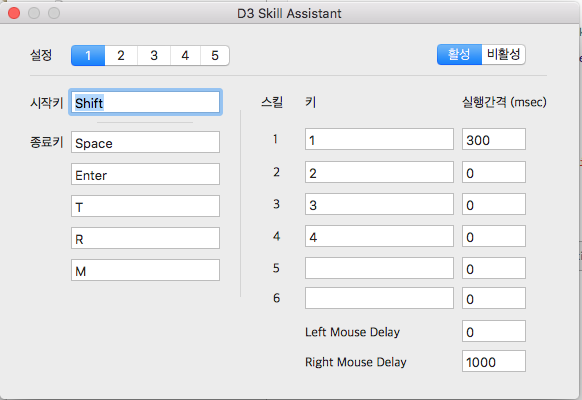 D3 Skill Assistant
설정 1 2 3 4 5 활성 비활성
시작키 Shift 스킬 키 실행간격 (msec)
종료키 Space 1 1 300
Enter 2 2 0
T 3 3 0
R 4 4 0
M 5 0
6 0
Left Mouse Delay 0
Right Mouse Delay 1000